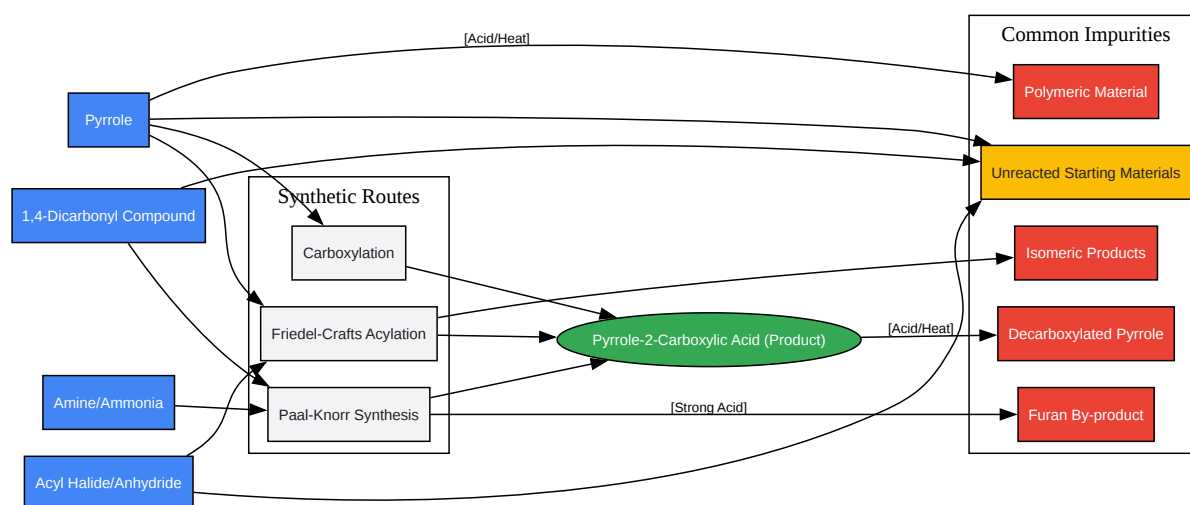 Common Impurities
[Acid/Heat]
Polymeric Material
Pyrrole
Unreacted Starting Materials
Synthetic Routes
1,4-Dicarbonyl Compound
Carboxylation
Isomeric Products
Friedel-Crafts Acylation
Pyrrole-2-Carboxylic Acid (Product)
[Acid/Heat]
Decarboxylated Pyrrole
Amine/Ammonia
Paal-Knorr Synthesis
[Strong Acid]
Furan By-product
Acyl Halide/Anhydride